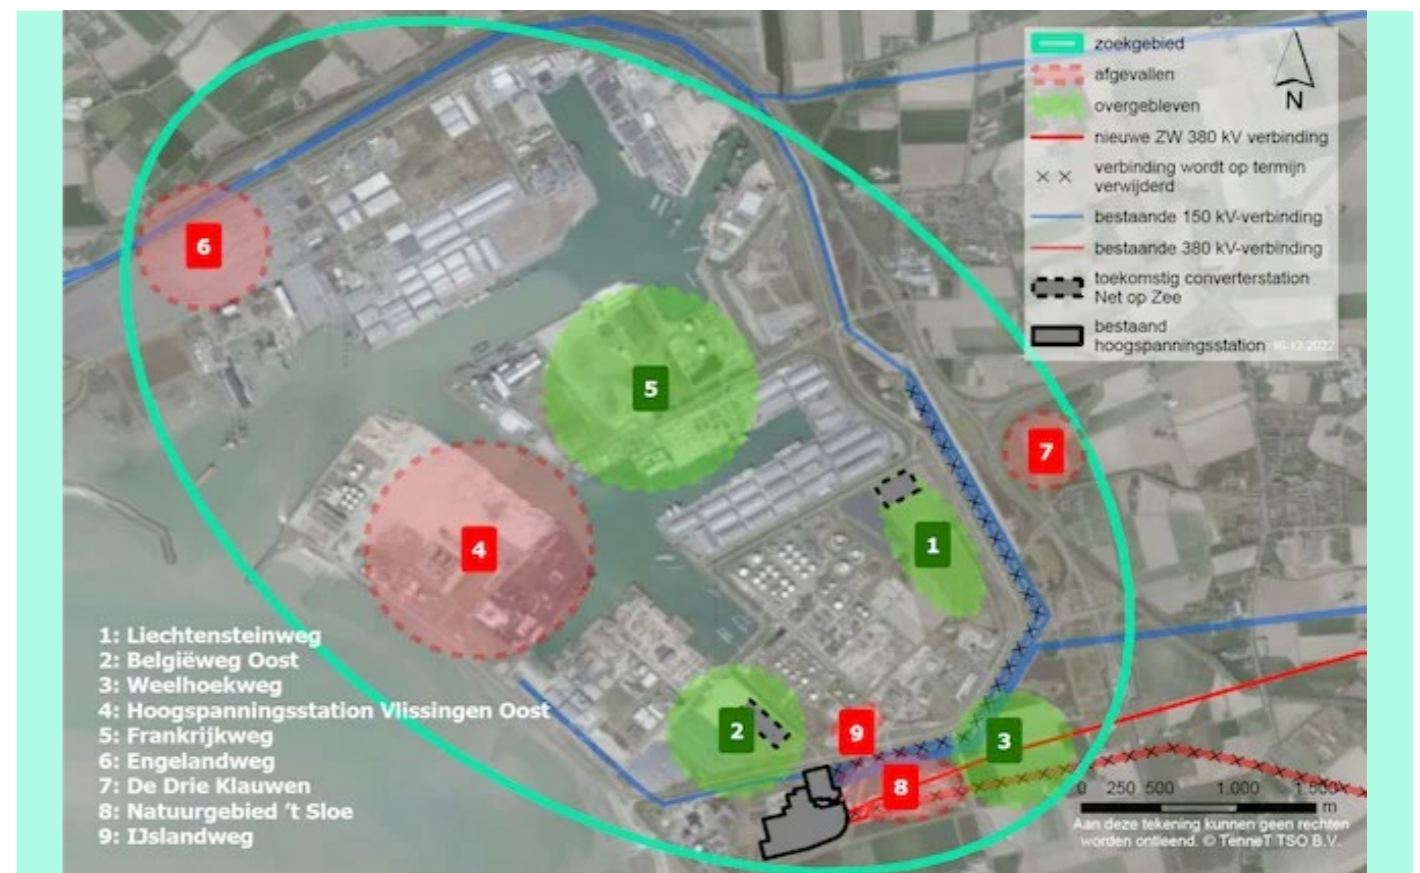 zoekgebied
afgevallen
overgebleven
nieuwe ZW 380 kV verbinding
verbinding wordt op termijn
verwijderd
bestaande 150 kV-verbinding
bestaande 380 kV-verbinding
toekomstig converterstation
Net op Zee
bestaand
hoogspanningsstation 16-12-2022
N
6
5
7
4
1
2
9
3
8
1: Liechtensteinweg
2: Belgiëweg Oost
3: Weelhoekweg
4: Hoogspanningsstation Vlissingen Oost
5: Frankrijkweg
6: Engelandweg
7: De Drie Klauwen
8: Natuurgebied ‘t Sloe
9: IJslandweg
0 250 500 1.000 1.500
m
Aan deze tekening kunnen geen rechten
worden ontleend. © TenneT TSO B.V.